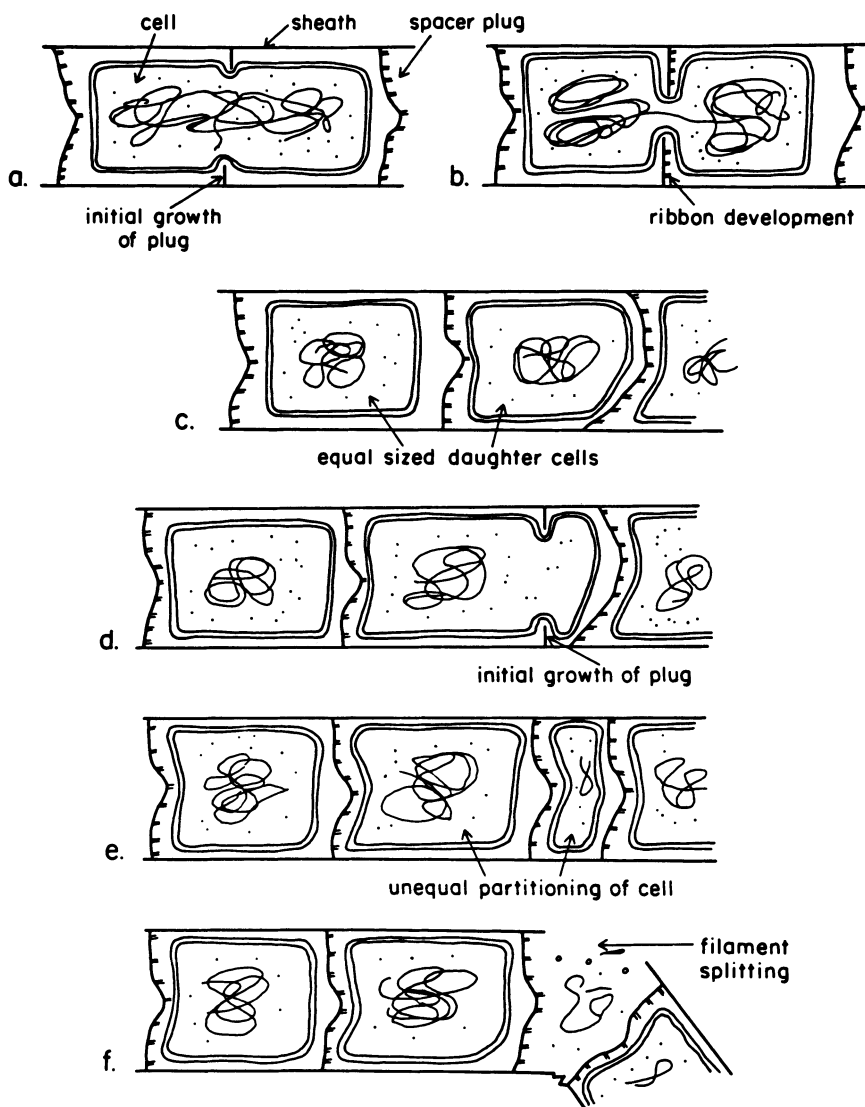 cell
sheath
spacer plug
a.
initial growth
of plug
b.
ribbon development
c.
equal sized daughter cells
d.
initial growth of plug
e.
unequal partitioning of cell
filament
splitting
f.